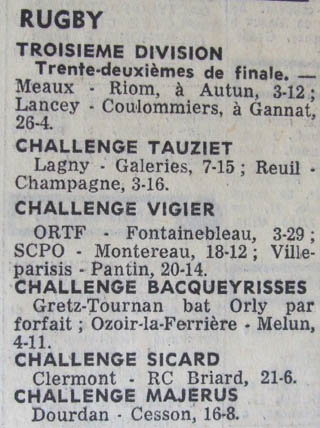 RUGBY
TROISIEME DIVISION
Trente-deuxièmes de finale. —
Meaux - Riom, à Autun, 3-12 ;
Lancey - Coulommiers, à Gannat,
26-4.
CHALLENGE TAUZIET
Lagny - Galeries, 7-15 ; Reuil -
Champagne, 3-16.
CHALLENGE VIGIER
ORTF - Fontainebleau, 3-29 ;
SCPO - Montereau, 18-12 ; Ville-
parisis - Pantin, 20-14.
CHALLENGE BACQUEYRISSES
Gretz-Tournan bat Orly par
forfait ; Ozoir-la-Ferrière - Melun,
4-11.
CHALLENGE SICARD
Clermont - RC Briard, 21-6.
CHALLENGE MAJERUS
Dourdan - Cesson, 16-8.